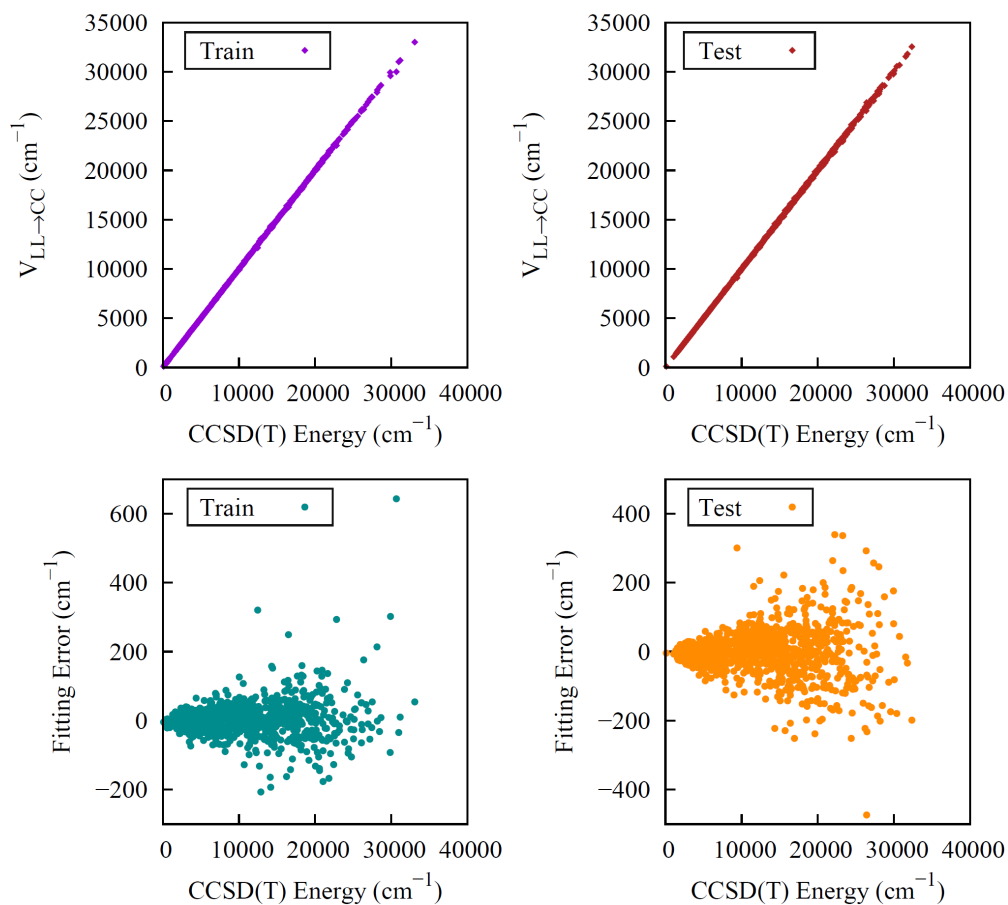 35000
30000
25000
20000
15000
10000
5000
0
V_LL→CC (cm⁻¹)
Train
0 10000 20000 30000 40000
CCSD(T) Energy (cm⁻¹)
35000
30000
25000
20000
15000
10000
5000
0
V_LL→CC (cm⁻¹)
Test
0 10000 20000 30000 40000
CCSD(T) Energy (cm⁻¹)
600
400
200
0
−200
Fitting Error (cm⁻¹)
Train
0 10000 20000 30000 40000
CCSD(T) Energy (cm⁻¹)
400
200
0
−200
−400
Fitting Error (cm⁻¹)
Test
0 10000 20000 30000 40000
CCSD(T) Energy (cm⁻¹)